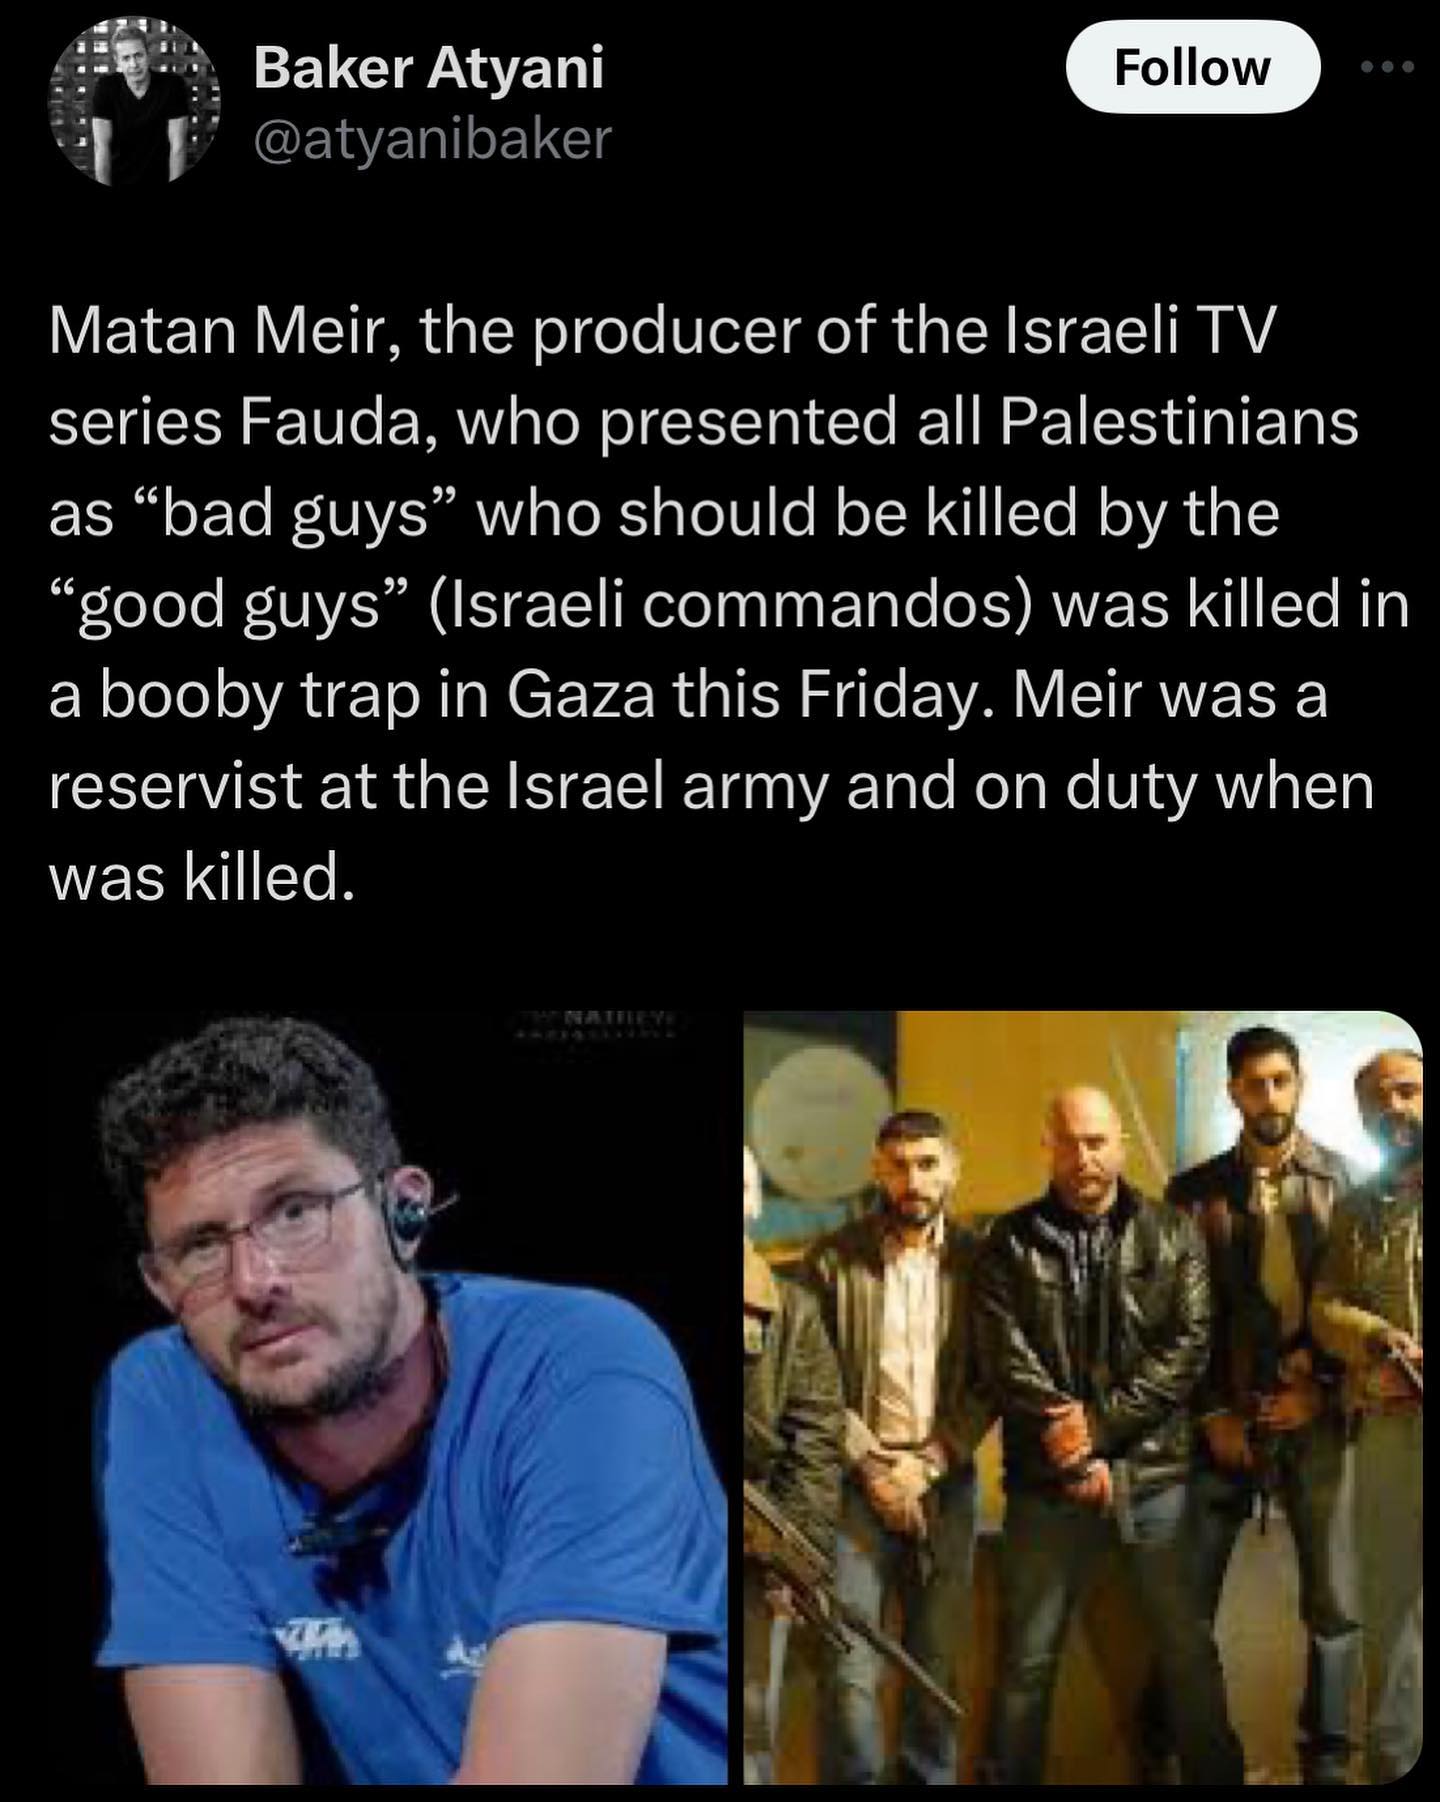 Baker Atyani
@atyanibaker
Follow
Matan Meir, the producer of the Israeli TV
series Fauda, who presented all Palestinians
as “bad guys” who should be killed by the
“good guys” (Israeli commandos) was killed in
a booby trap in Gaza this Friday. Meir was a
reservist at the Israel army and on duty when
was killed.
KTM